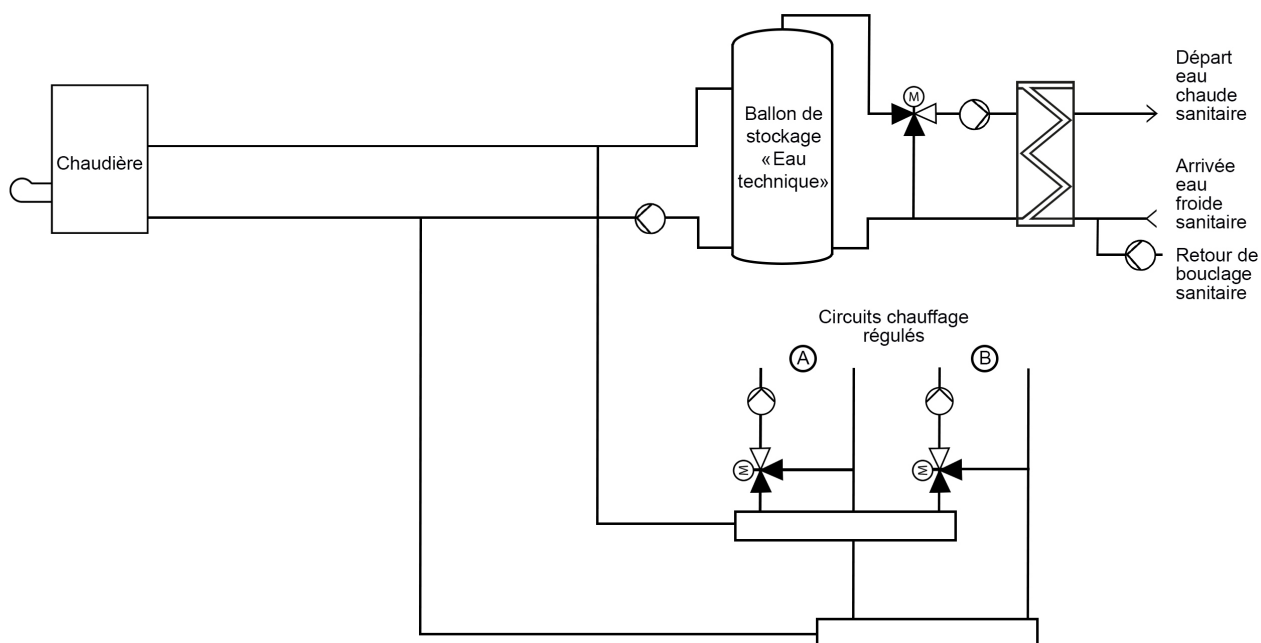 Chaudière
Ballon de
stockage
«Eau
technique»
M
Départ
eau
chaude
sanitaire
Arrivée
eau
froide
sanitaire
Retour de
bouclage
sanitaire
Circuits chauffage
régulés
A
B
M
M